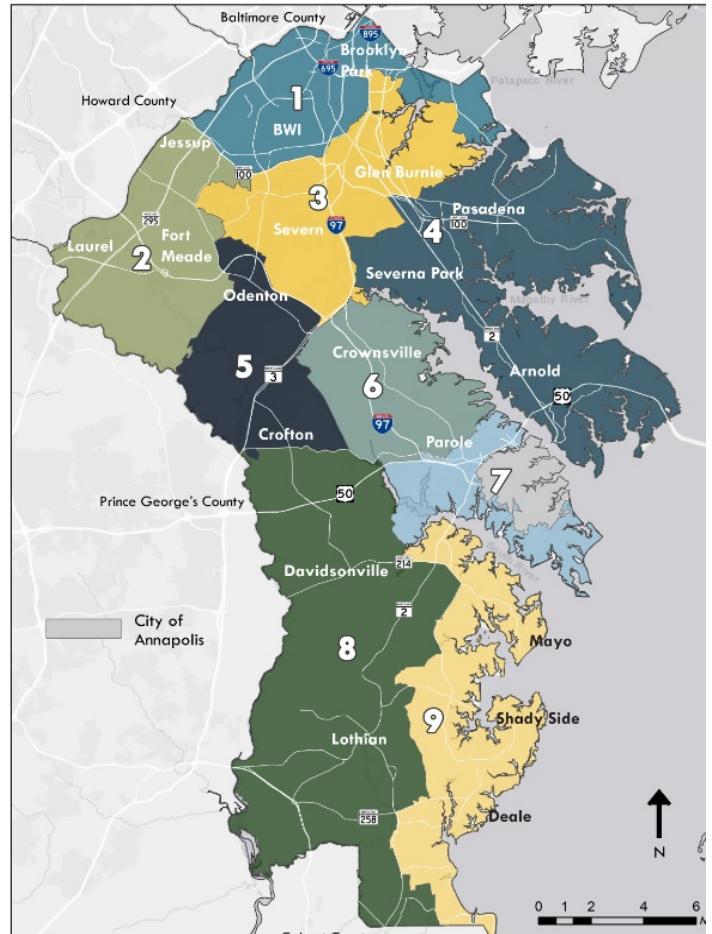 Baltimore County
895
Brooklyn
Park
695
Patapsco River
Howard County
1
BWI
Jessup
100
Glen Burnie
3
Pasadena
295
97
4
100
Laurel
Fort
Meade
2
Severn
Severna Park
Odenton
Magothy River
2
Crownsville
5
3
6
Arnold
50
97
Crofton
Parole
7
50
Prince George's County
River
214
Davidsonville
2
City of
Annapolis
8
Mayo
9
Shady Side
Lothian
Deale
258
N
0 1 2 4 6